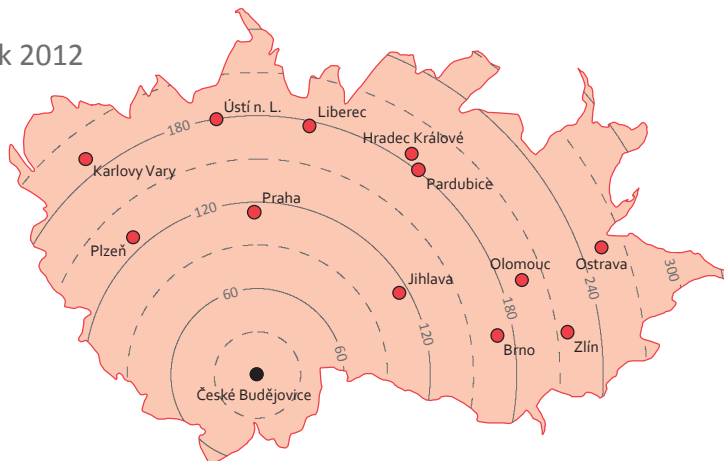 k 2012
Ústí n. L.
Liberec
180
Hradec Králové
Karlovy Vary
Pardubice
Praha
120
Plzeň
Olomouc
Ostrava
300
Jihlava
240
60
180
120
Brno
Zlín
60
České Budějovice